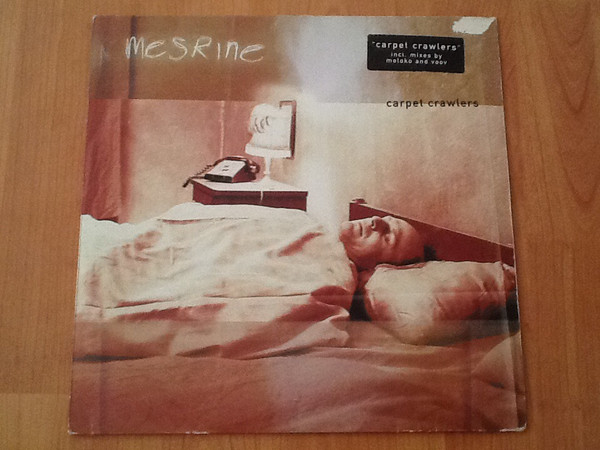 mesRine
"carpet crawlers"
incl. mixes by
moloko and voov
carpet crawlers